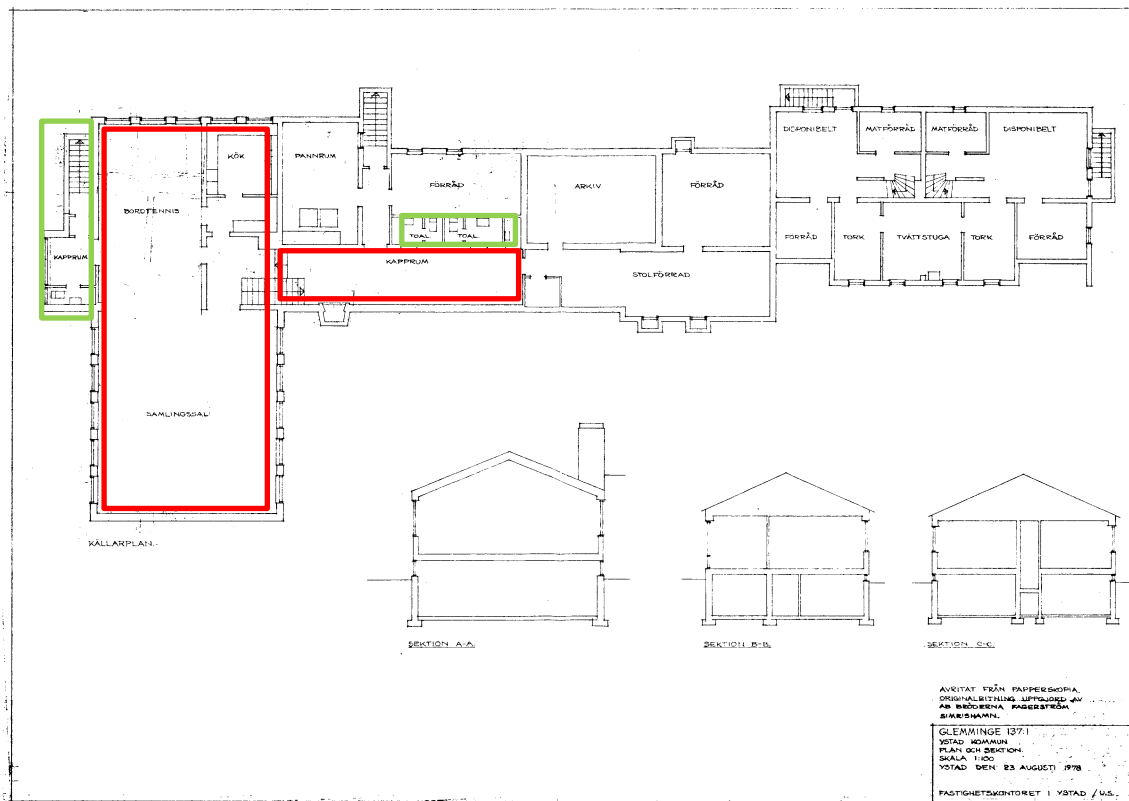 DISPONIBELT
MATFÖRRÅD
MATFÖRRÅD
DISPONIBELT
KÖK
PANNRUM
FÖRRÅD
ARKIV
FÖRRÅD
BORDTENNIS
TOAL.
TOAL.
FÖRRÅD
TORK
TVÄTTSTUGA
TORK
FÖRRÅD
KAPPRUM
KAPPRUM
STOLFÖRRÅD
SAMLINGSSAL
KÄLLARPLAN.
SEKTION A-A.
SEKTION B-B.
SEKTION C-C.
AVRITAT FRÅN PAPPERSKOPIA.
ORIGINALRITNING UPPGJORD AV
AB BRÖDERNA FAGERSTRÖM
SIMRISHAMN.
GLEMMINGE 137:1
YSTAD KOMMUN
PLAN OCH SEKTION.
SKALA 1:100
YSTAD DEN 23 AUGUSTI 1978
FASTIGHETSKONTORET I YSTAD / U.S.